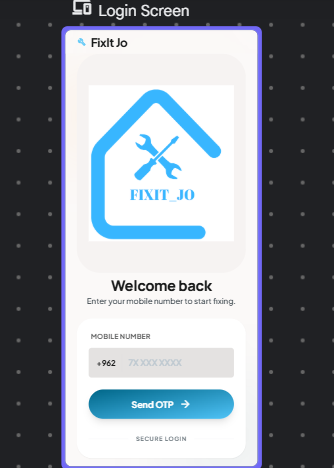 Login Screen
FixIt Jo
FIXIT_JO
Welcome back
Enter your mobile number to start fixing.
MOBILE NUMBER
+962 7X XXX XXXX
Send OTP →
SECURE LOGIN